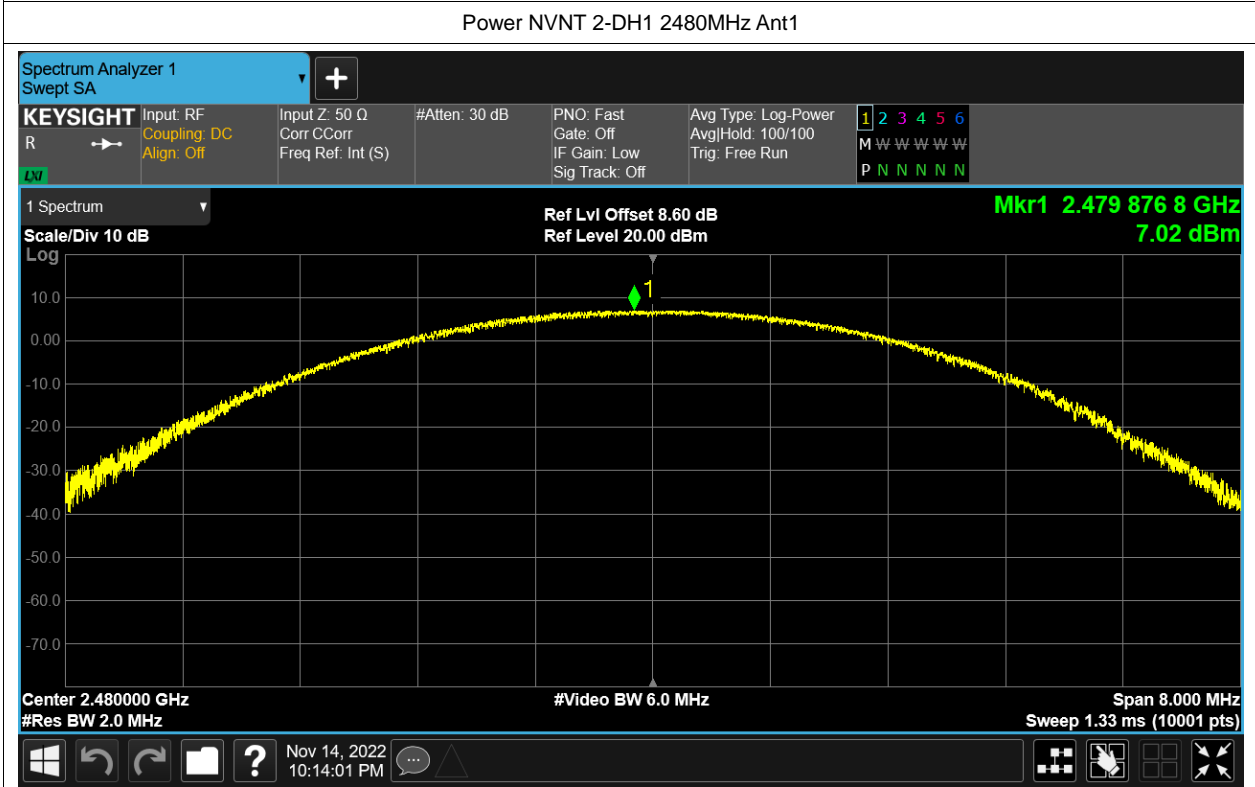 Power NVNT 2-DH1 2480MHz Ant1
Spectrum Analyzer 1
Swept SA
+
KEYSIGHT
R
LXI
Input: RF
Coupling: DC
Align: Off
Input Z: 50 Ω
Corr CCorr
Freq Ref: Int (S)
#Atten: 30 dB
PNO: Fast
Gate: Off
IF Gain: Low
Sig Track: Off
Avg Type: Log-Power
Avg|Hold: 100/100
Trig: Free Run
1 2 3 4 5 6
M W W W W W
P N N N N N
1 Spectrum
Scale/Div 10 dB
Log
Ref Lvl Offset 8.60 dB
Ref Level 20.00 dBm
Mkr1 2.479 876 8 GHz
7.02 dBm
1
10.0
0.00
-10.0
-20.0
-30.0
-40.0
-50.0
-60.0
-70.0
Center 2.480000 GHz
#Video BW 6.0 MHz
Span 8.000 MHz
#Res BW 2.0 MHz
Sweep 1.33 ms (10001 pts)
?
Nov 14, 2022
10:14:01 PM